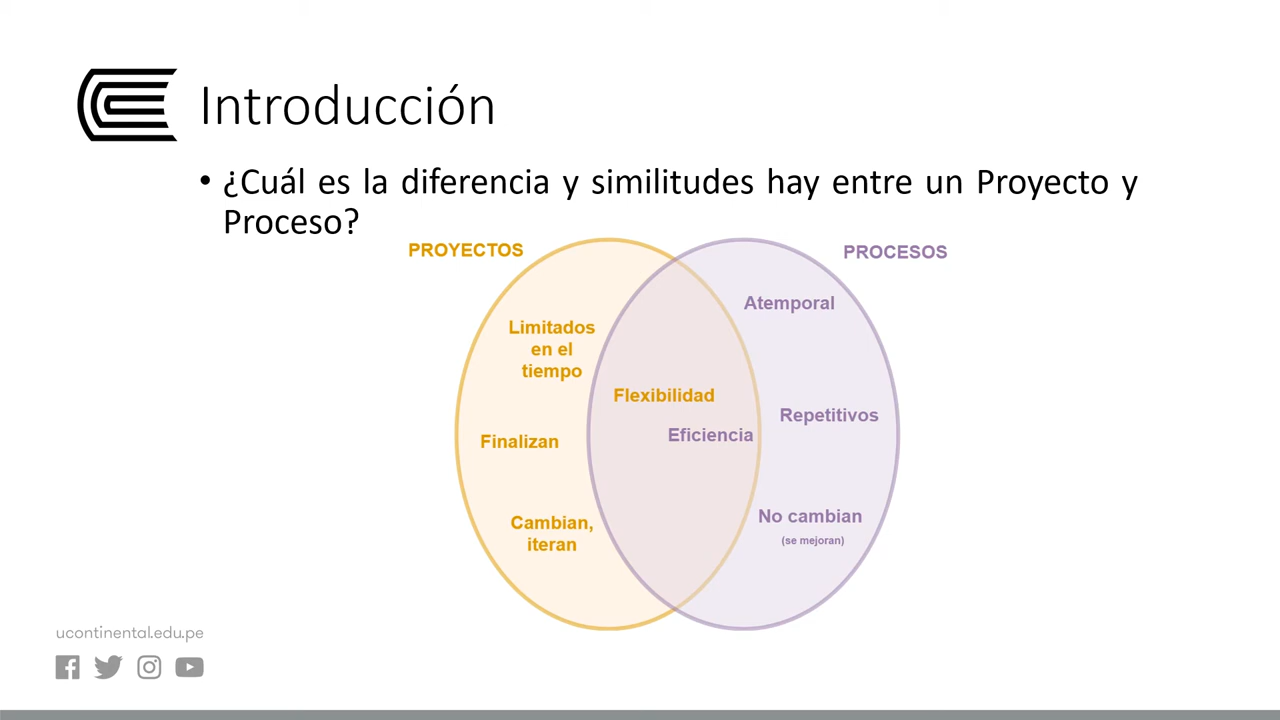 Introducción
• ¿Cuál es la diferencia y similitudes hay entre un Proyecto y
Proceso?
PROYECTOS
PROCESOS
Limitados
en el
tiempo
Finalizan
Cambian,
iteran
Flexibilidad
Eficiencia
Atemporal
Repetitivos
No cambian
(se mejoran)
ucontinental.edu.pe